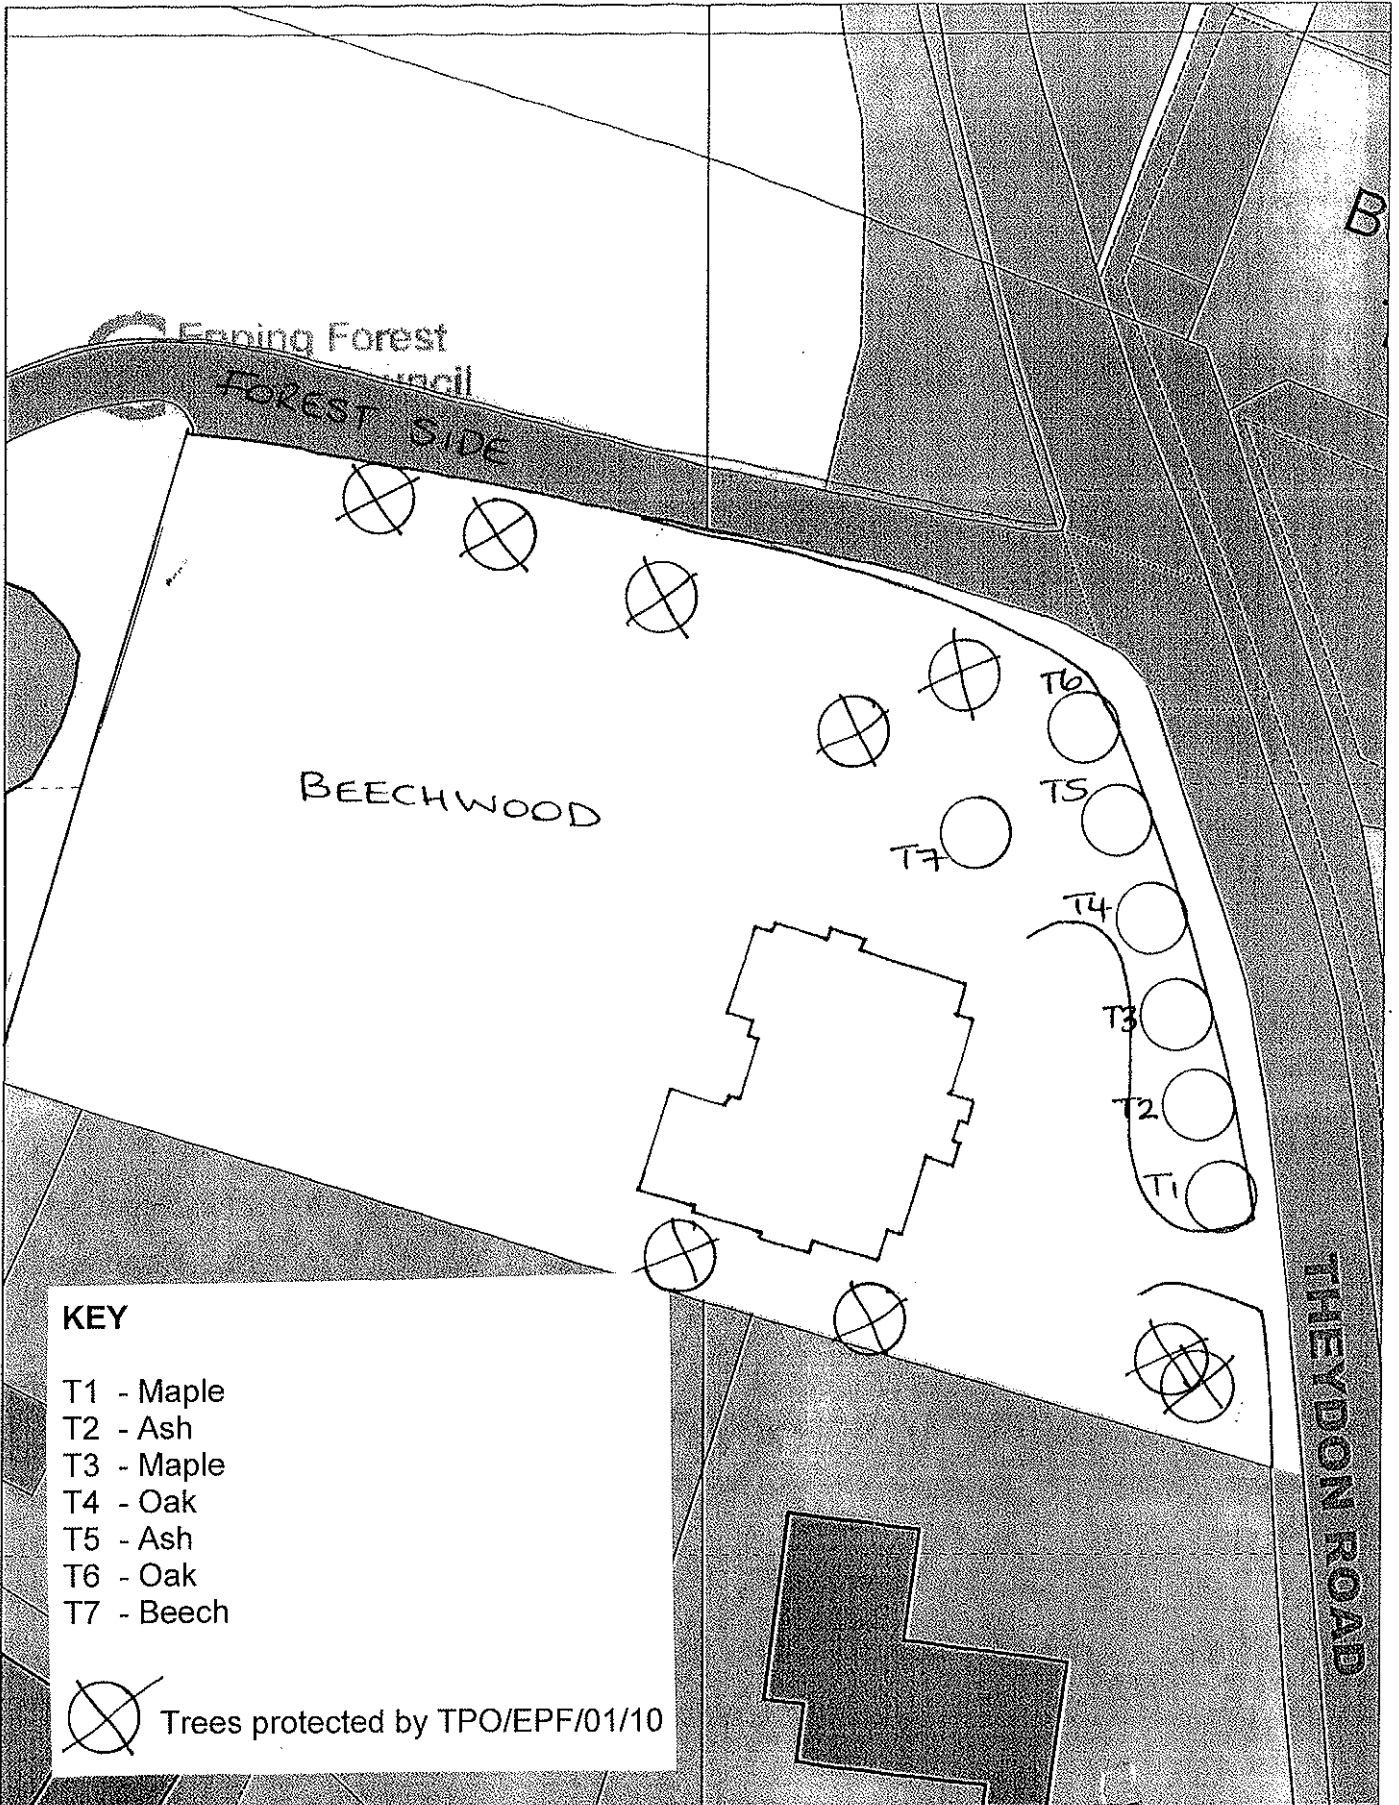 B
Epping Forest
Council
FOREST SIDE
T6
T5
BEECHWOOD
T7
T4
T3
T2
T1
THEYDON ROAD
KEY
T1 - Maple
T2 - Ash
T3 - Maple
T4 - Oak
T5 - Ash
T6 - Oak
T7 - Beech
Trees protected by TPO/EPF/01/10